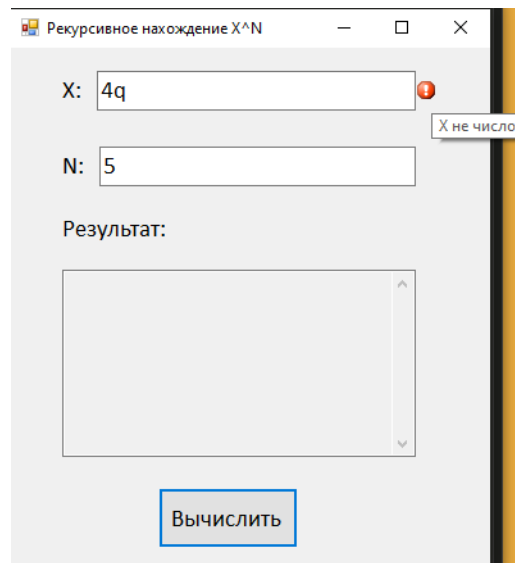 Рекурсивное нахождение X^N
X: 4q
X не число
N: 5
Результат:
Вычислить